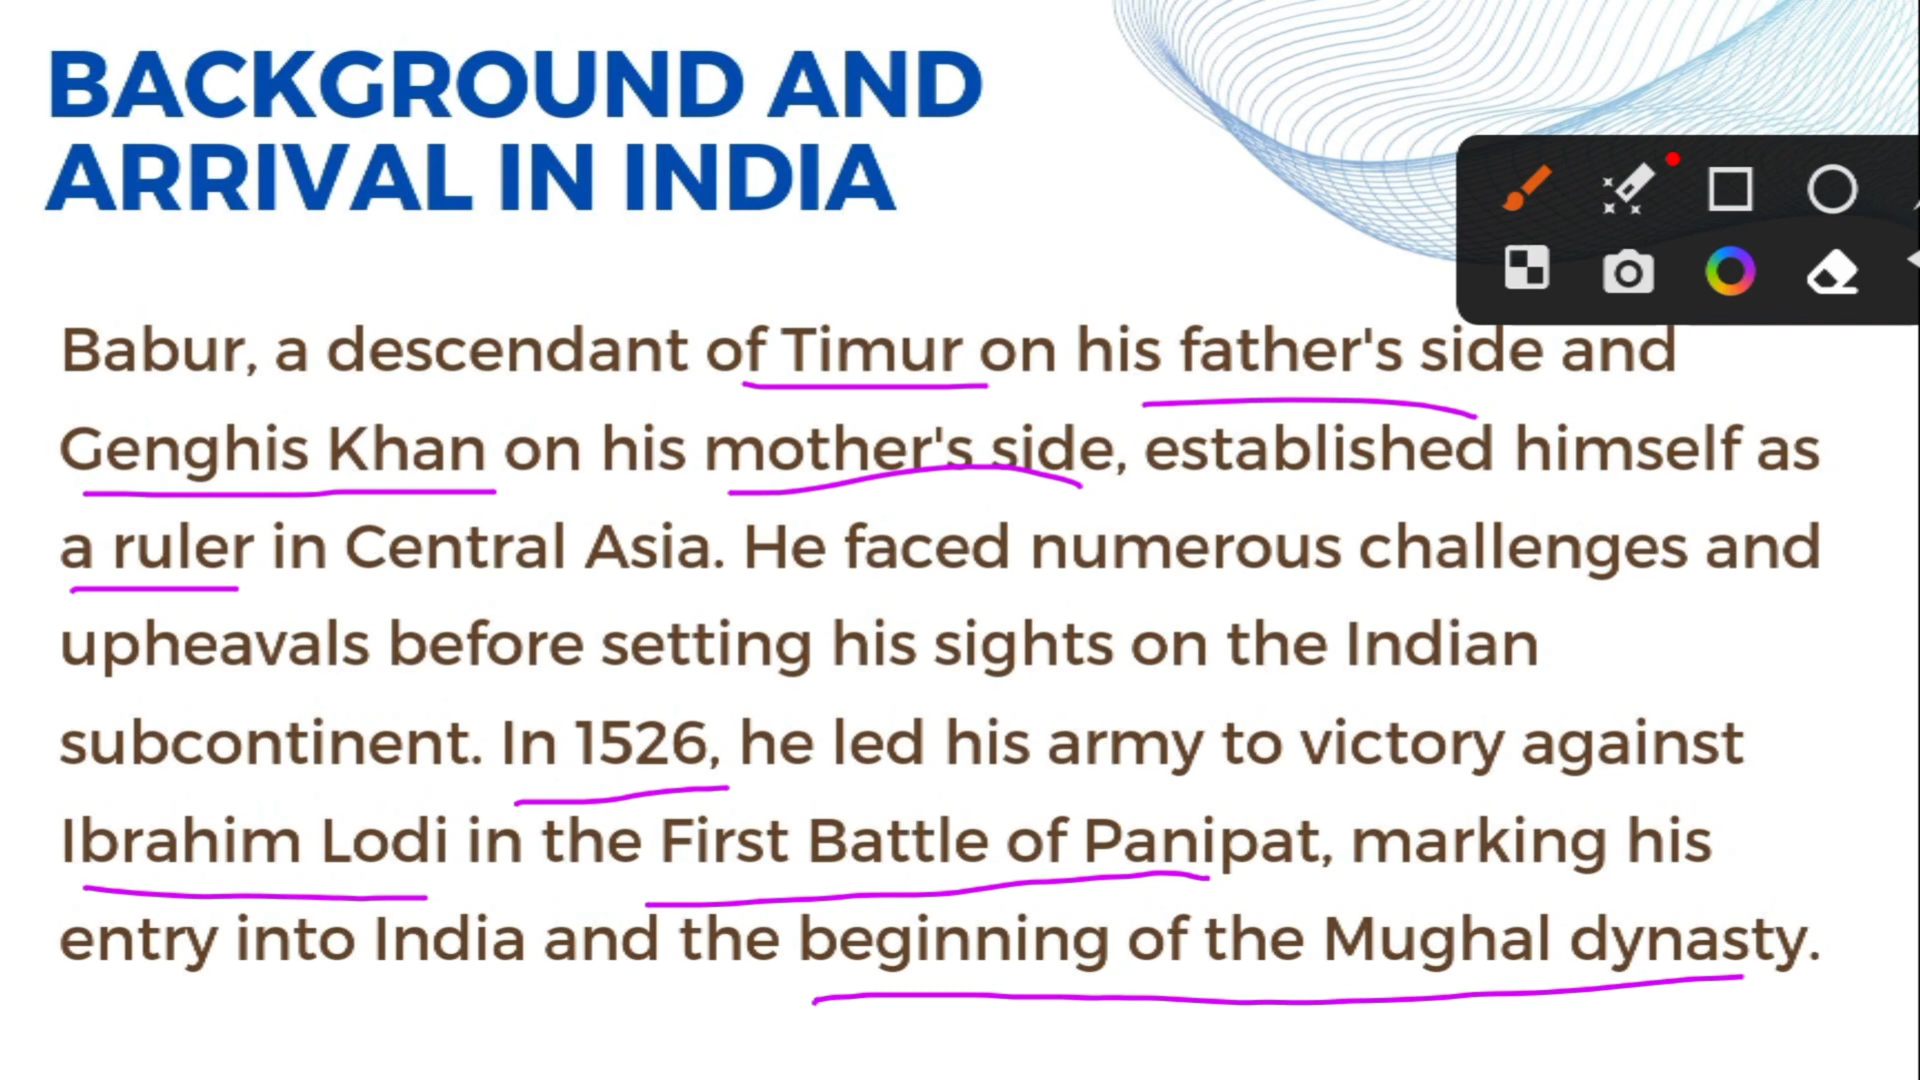 BACKGROUND AND
ARRIVAL IN INDIA
Babur, a descendant of Timur on his father's side and
Genghis Khan on his mother's side, established himself as
a ruler in Central Asia. He faced numerous challenges and
upheavals before setting his sights on the Indian
subcontinent. In 1526, he led his army to victory against
Ibrahim Lodi in the First Battle of Panipat, marking his
entry into India and the beginning of the Mughal dynasty.